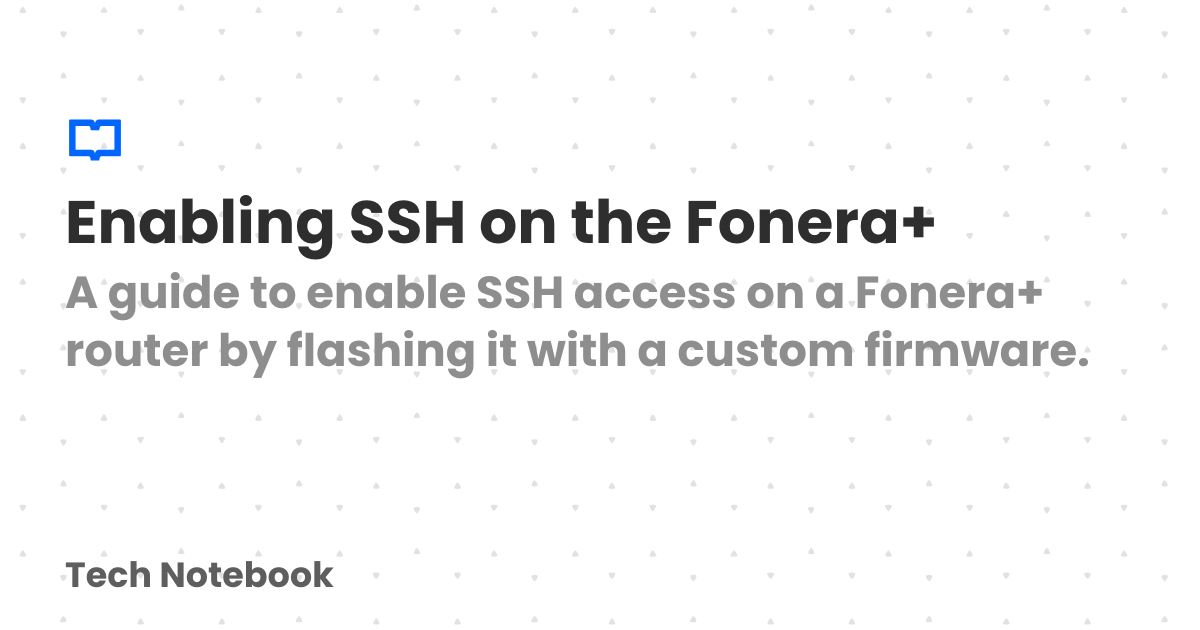 Enabling SSH on the Fonera+
A guide to enable SSH access on a Fonera+
router by flashing it with a custom firmware.
Tech Notebook